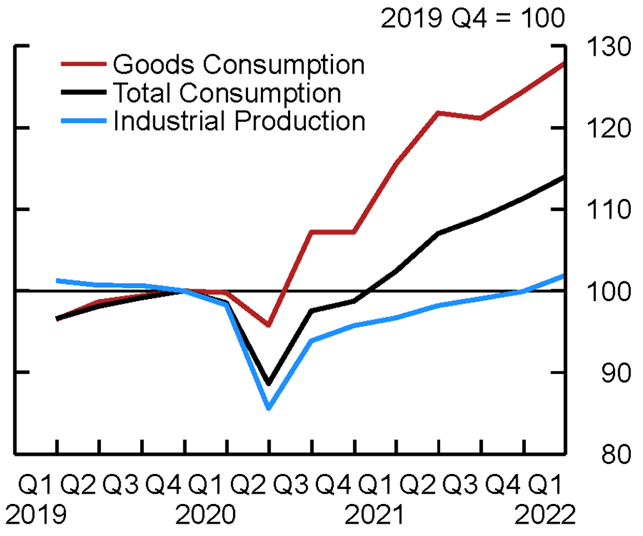 2019 Q4 = 100
Goods Consumption
Total Consumption
Industrial Production
130
120
110
100
90
80
Q1 Q2 Q3 Q4 Q1 Q2 Q3 Q4 Q1 Q2 Q3 Q4 Q1
2019 2020 2021 2022